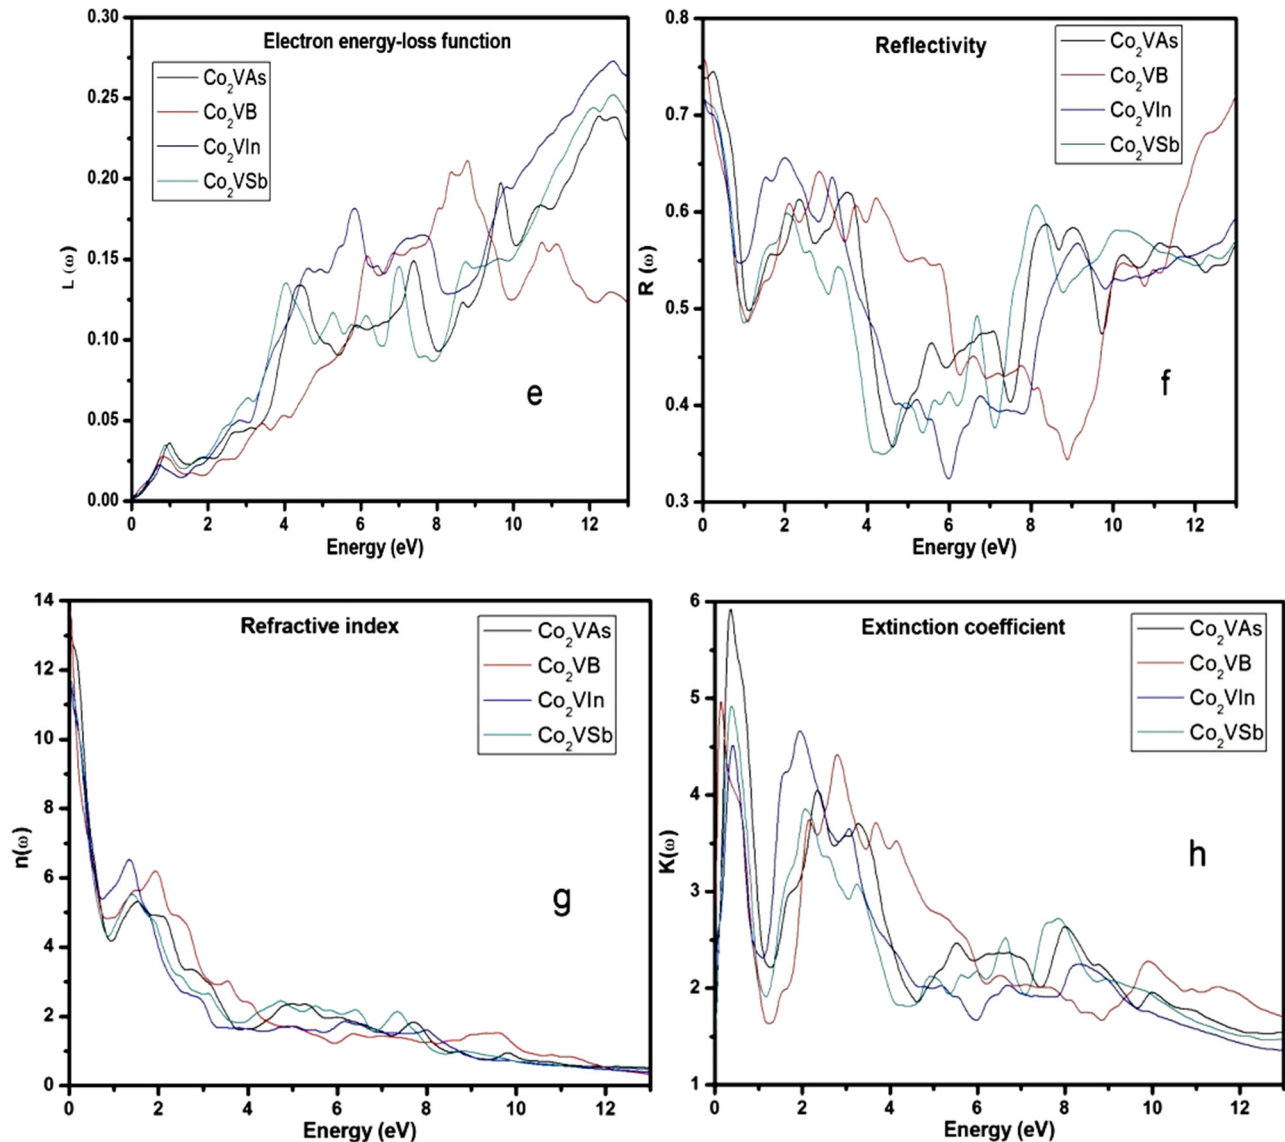 Electron energy-loss function
Co2VAs
Co2VB
Co2VIn
Co2VSb
L (ω)
0.30
0.25
0.20
0.15
0.10
0.05
0.00
0 2 4 6 8 10 12
Energy (eV)
e
Reflectivity
Co2VAs
Co2VB
Co2VIn
Co2VSb
R (ω)
0.8
0.7
0.6
0.5
0.4
0.3
0 2 4 6 8 10 12
Energy (eV)
f
Refractive index
Co2VAs
Co2VB
Co2VIn
Co2VSb
n(ω)
14
12
10
8
6
4
2
0
0 2 4 6 8 10 12
Energy (eV)
g
Extinction coefficient
Co2VAs
Co2VB
Co2VIn
Co2VSb
K(ω)
6
5
4
3
2
1
0 2 4 6 8 10 12
Energy (eV)
h